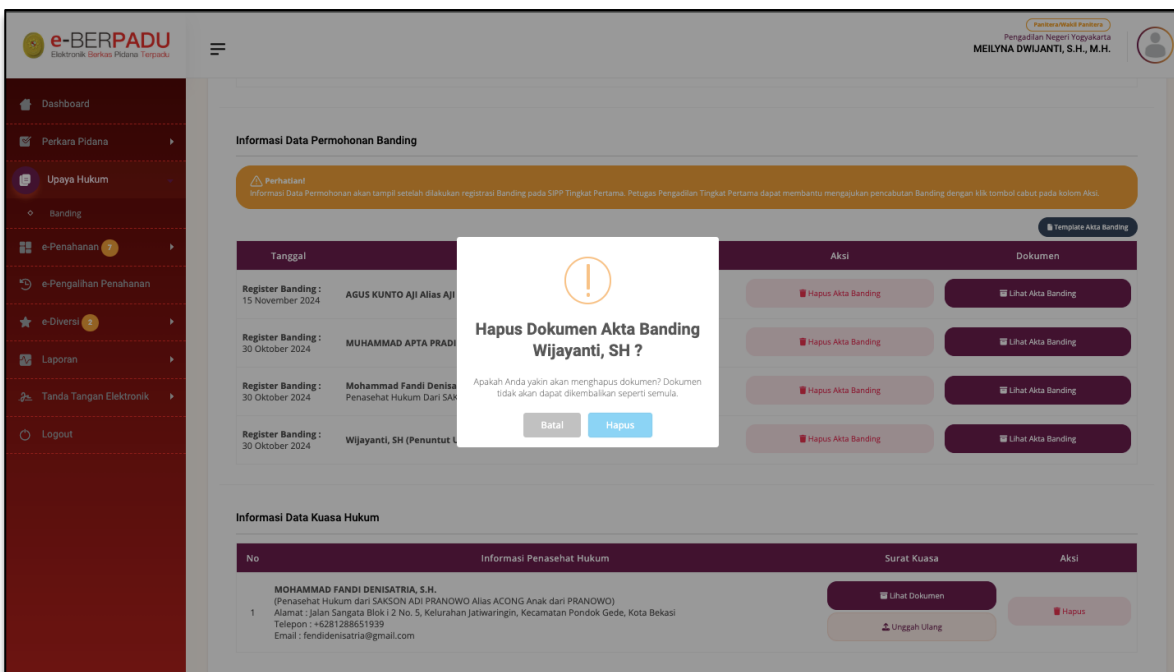 e-BERPADU
Elektronik Berkas Pidana Terpadu
Panitera/Wakil Panitera
Pengadilan Negeri Yogyakarta
MEILYNA DWIJANTI, S.H., M.H.
Dashboard
Perkara Pidana
Upaya Hukum
Banding
e-Penahanan
e-Pengalihan Penahanan
e-Diversi
Laporan
Tanda Tangan Elektronik
Logout
Informasi Data Permohonan Banding
Perhatian!
Informasi Data Permohonan akan tampil setelah dilakukan registrasi Banding pada SIPP Tingkat Pertama. Petugas Pengadilan Tingkat Pertama dapat membantu mengajukan pencabutan Banding dengan klik tombol cabut pada kolom Aksi.
Template Akta Banding
Tanggal Aksi Dokumen
Register Banding :
15 November 2024
AGUS KUNTO AJI Alias AJI
Hapus Akta Banding
Lihat Akta Banding
Register Banding :
30 Oktober 2024
MUHAMMAD APTA PRADI
Hapus Akta Banding
Lihat Akta Banding
Register Banding :
30 Oktober 2024
Mohammad Fandi Denisa
Penasehat Hukum Dari SAK
Hapus Akta Banding
Lihat Akta Banding
Register Banding :
30 Oktober 2024
Wijayanti, SH (Penuntut U
Hapus Akta Banding
Lihat Akta Banding
Hapus Dokumen Akta Banding
Wijayanti, SH ?
Apakah Anda yakin akan menghapus dokumen? Dokumen
tidak akan dapat dikembalikan seperti semula.
Batal Hapus
Informasi Data Kuasa Hukum
No Informasi Penasehat Hukum Surat Kuasa Aksi
1
MOHAMMAD FANDI DENISATRIA, S.H.
(Penasehat Hukum dari SAKSON ADI PRANOWO Alias ACONG Anak dari PRANOWO)
Alamat : Jalan Sangata Blok i 2 No. 5, Kelurahan Jatiwaringin, Kecamatan Pondok Gede, Kota Bekasi
Telepon : +6281288651939
Email : fendidenisatria@gmail.com
Lihat Dokumen
Unggah Ulang
Hapus